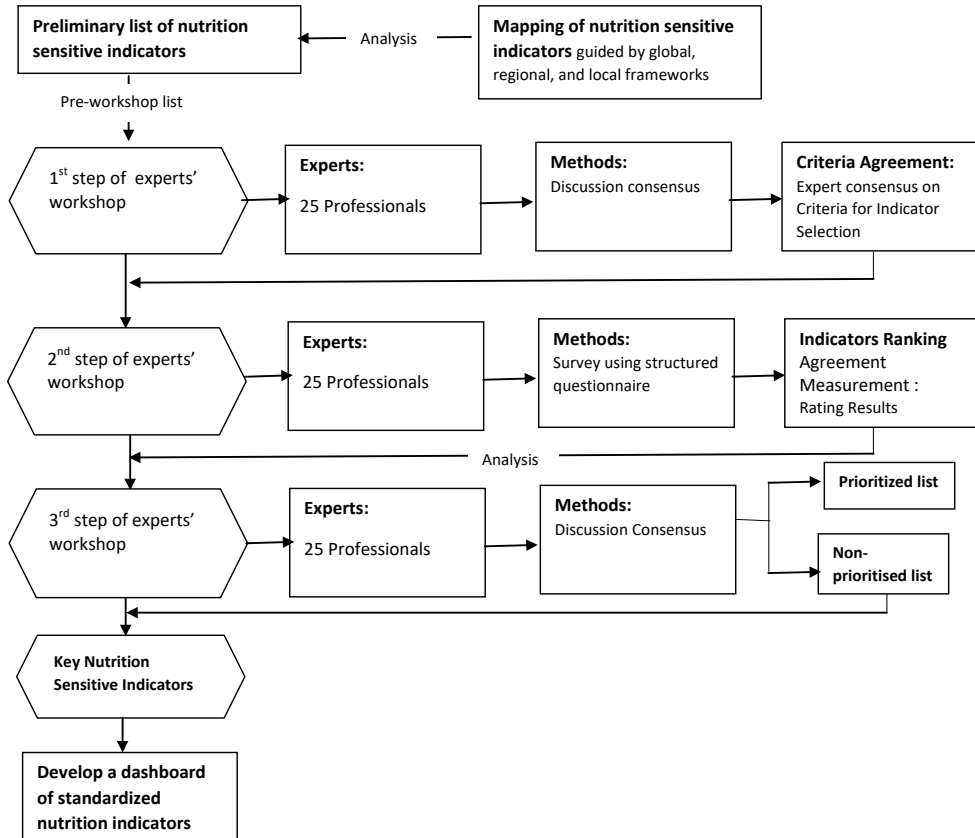 Preliminary list of nutrition
sensitive indicators
Analysis
Mapping of nutrition sensitive
indicators guided by global,
regional, and local frameworks
Pre-workshop list
1st step of experts’
workshop
Experts:
25 Professionals
Methods:
Discussion consensus
Criteria Agreement:
Expert consensus on
Criteria for Indicator
Selection
2nd step of experts’
workshop
Experts:
25 Professionals
Methods:
Survey using structured
questionnaire
Indicators Ranking
Agreement
Measurement :
Rating Results
Analysis
3rd step of experts’
workshop
Experts:
25 Professionals
Methods:
Discussion Consensus
Prioritized list
Non-
prioritised list
Key Nutrition
Sensitive Indicators
Develop a dashboard
of standardized
nutrition indicators